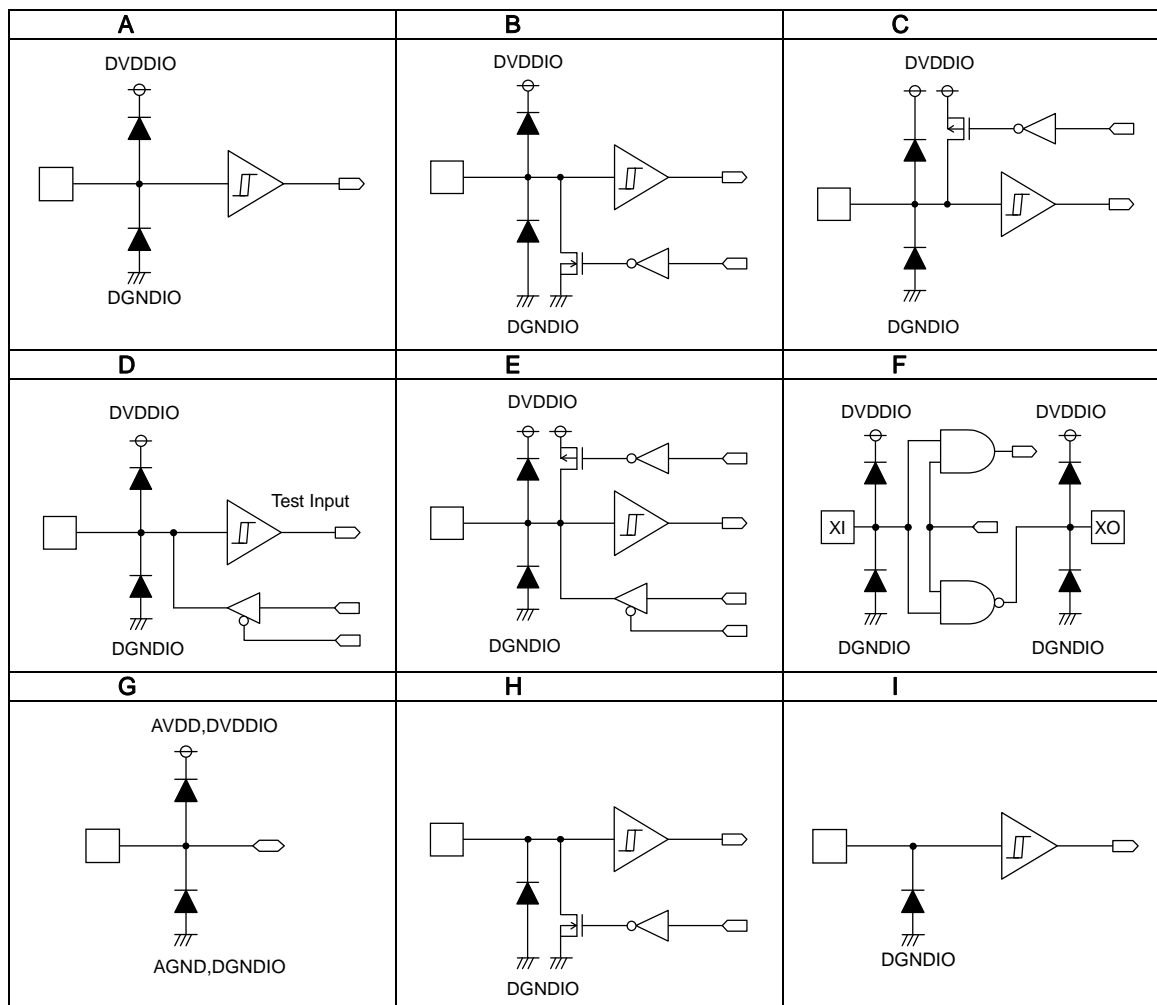 A B C
DVDDIO DVDDIO DVDDIO
DGNDIO DGNDIO DGNDIO
D E F
DVDDIO DVDDIO DVDDIO DVDDIO
Test Input
XI XO
DGNDIO DGNDIO DGNDIO
G H I
AVDD,DVDDIO
DGNDIO
AGND,DGNDIO
DGNDIO